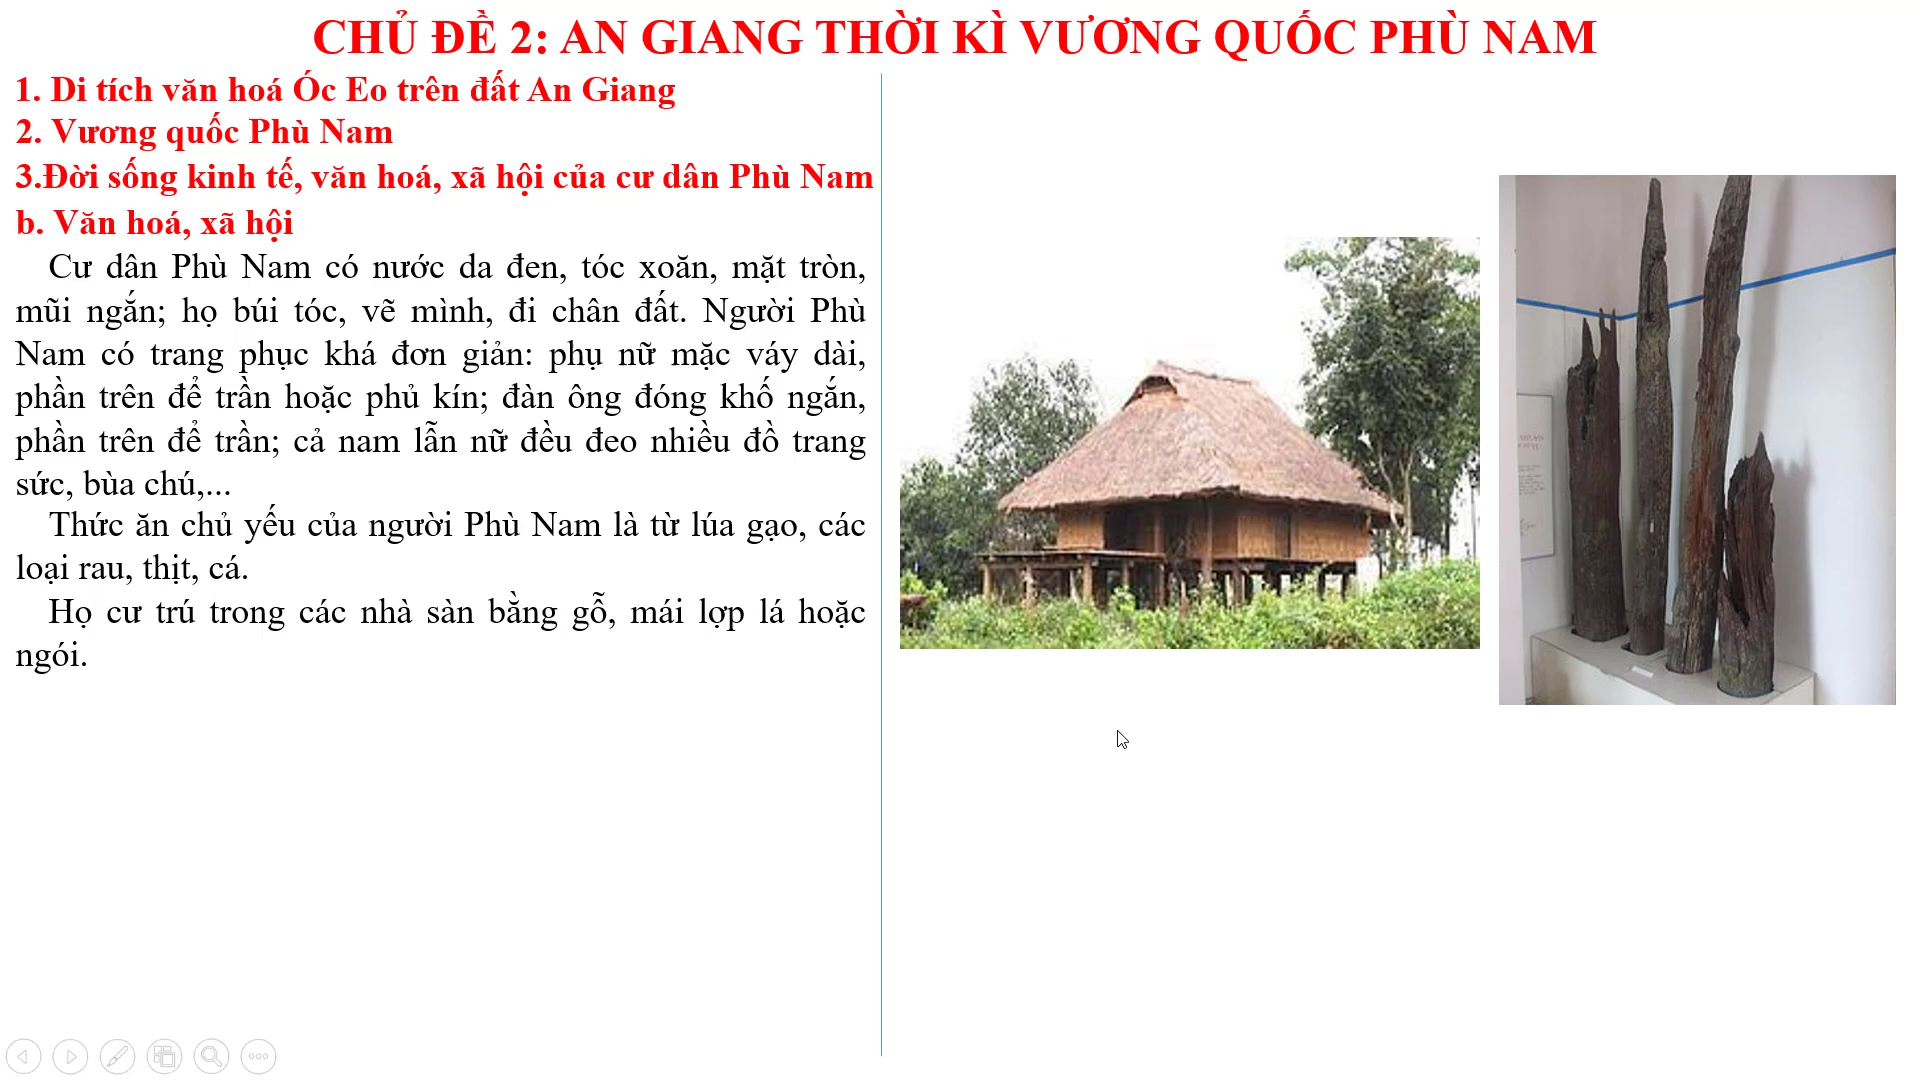 CHỦ ĐỀ 2: AN GIANG THỜI KÌ VƯƠNG QUỐC PHÙ NAM
1. Di tích văn hoá Óc Eo trên đất An Giang
2. Vương quốc Phù Nam
3.Đời sống kinh tế, văn hoá, xã hội của cư dân Phù Nam
b. Văn hoá, xã hội
Cư dân Phù Nam có nước da đen, tóc xoăn, mặt tròn,
mũi ngắn; họ búi tóc, vẽ mình, đi chân đất. Người Phù
Nam có trang phục khá đơn giản: phụ nữ mặc váy dài,
phần trên để trần hoặc phủ kín; đàn ông đóng khố ngắn,
phần trên để trần; cả nam lẫn nữ đều đeo nhiều đồ trang
sức, bùa chú,...
Thức ăn chủ yếu của người Phù Nam là từ lúa gạo, các
loại rau, thịt, cá.
Họ cư trú trong các nhà sàn bằng gỗ, mái lợp lá hoặc
ngói.